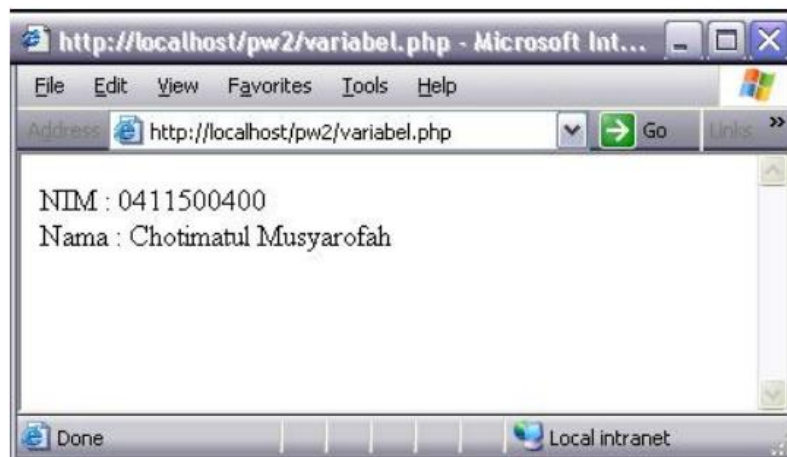 http://localhost/pw2/variabel.php - Microsoft Int...
File Edit View Favorites Tools Help
Address http://localhost/pw2/variabel.php Go Links »
NIM : 0411500400
Nama : Chotimatul Musyarofah
Done Local intranet